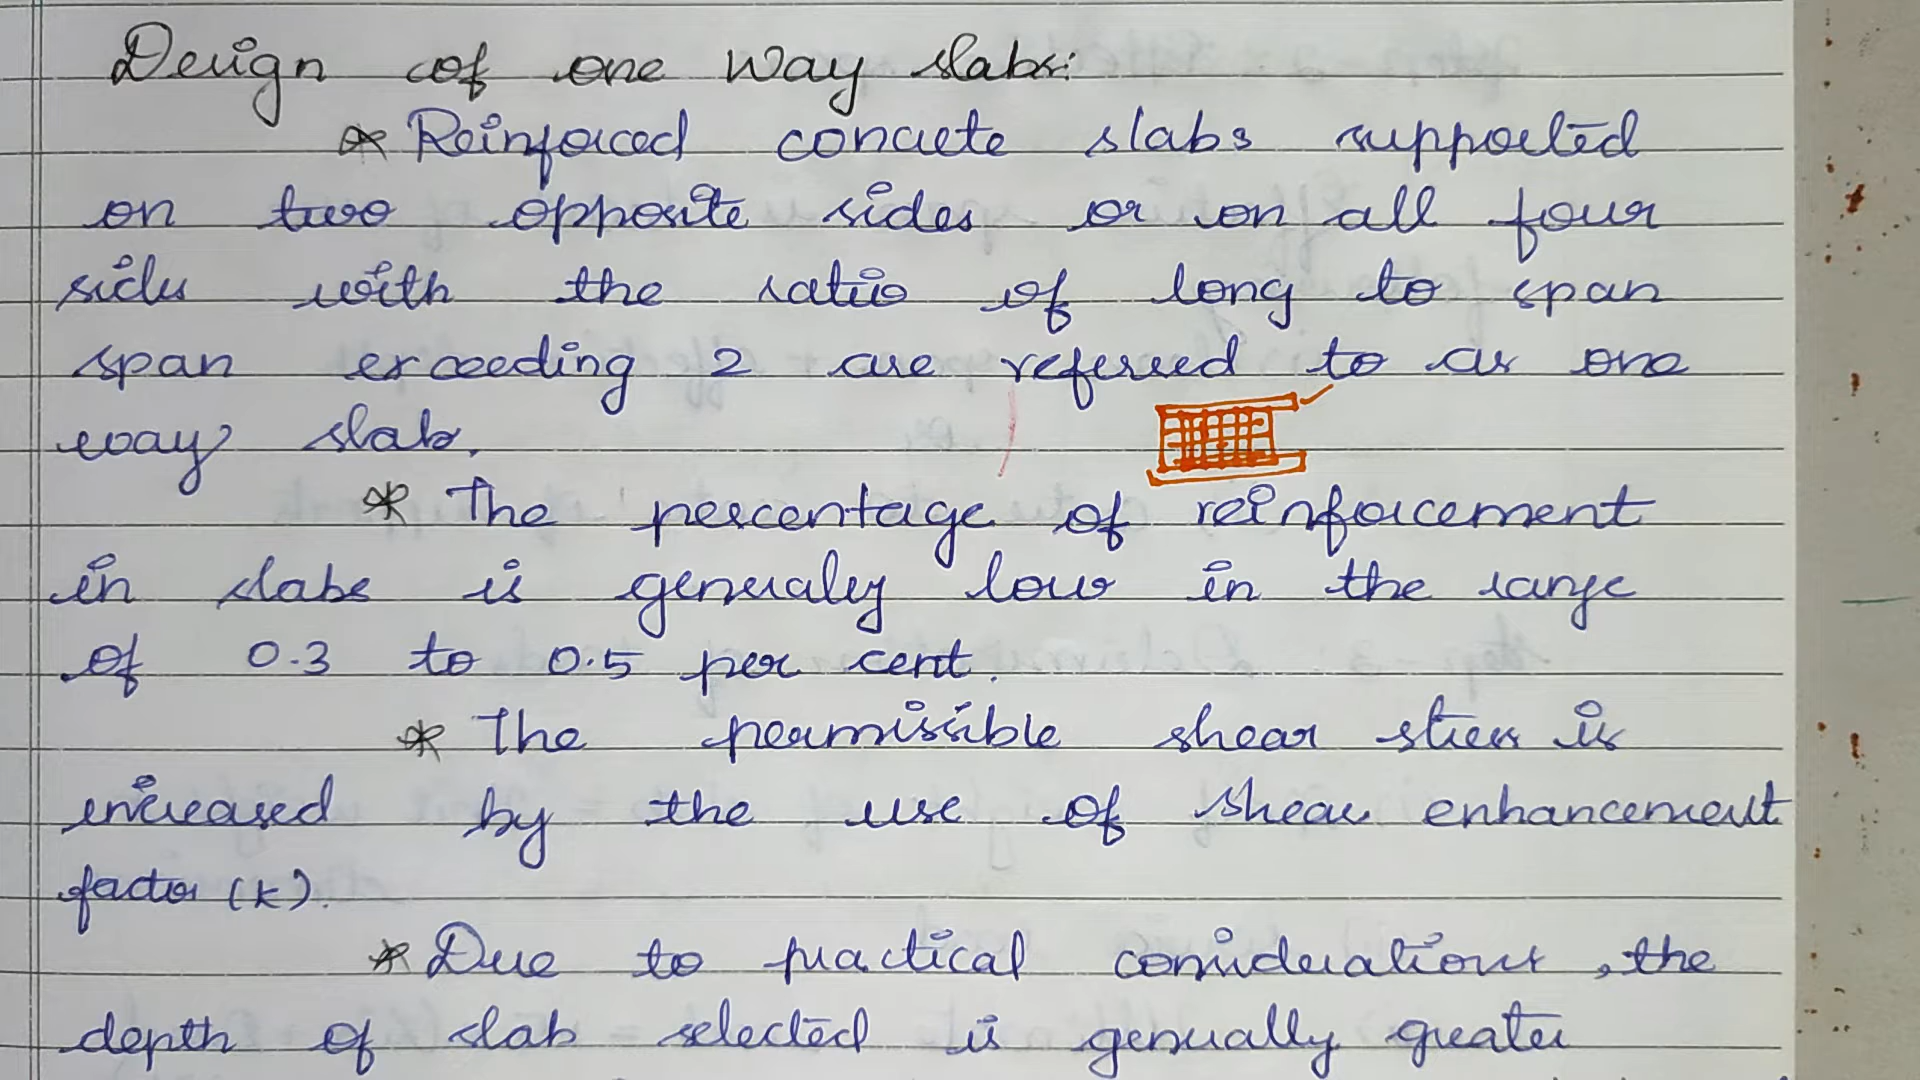 Design of one way slabs:
* Reinforced concrete slabs supported
on two opposite sides or on all four
sides with the ratio of long to span
span exceeding 2 are referred to as one
way slab.
* The percentage of reinforcement
in slabs is generaley low in the range
of 0.3 to 0.5 per cent.
* The permissible shear stress is
increased by the use of shear enhancement
factor (k).
* Due to practical considerations, the
depth of slab selected is generally greater